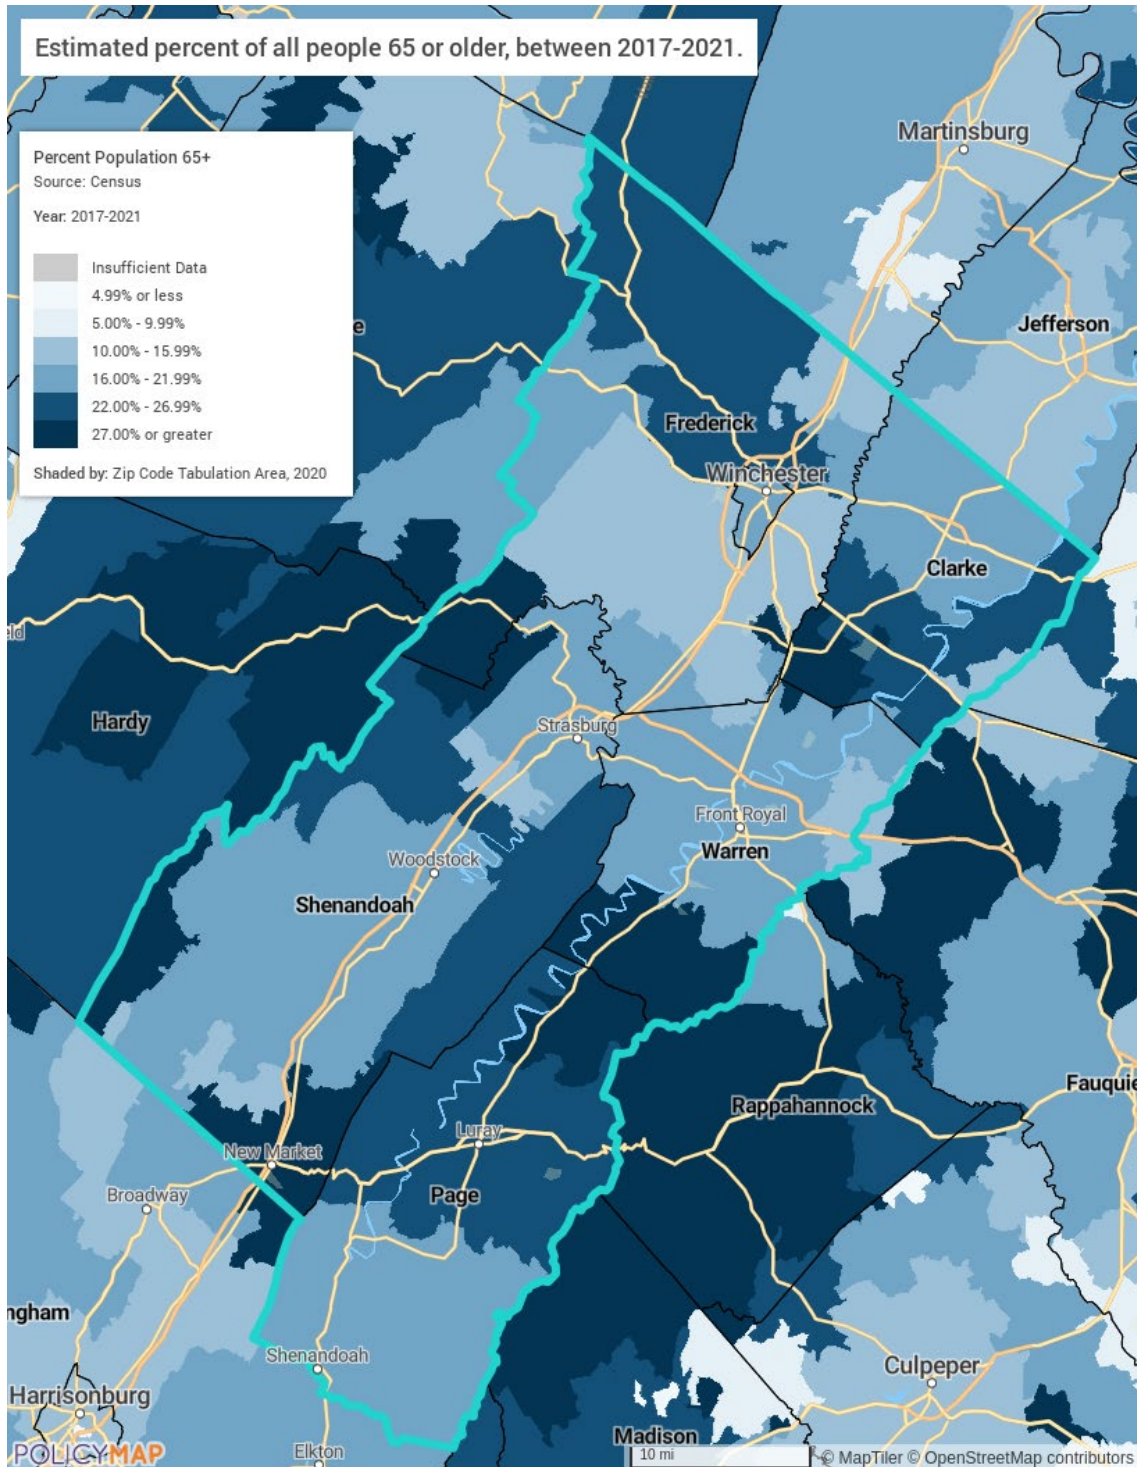 Estimated percent of all people 65 or older, between 2017-2021.
Martinsburg
Percent Population 65+
Source: Census
Year: 2017-2021
Insufficient Data
4.99% or less
5.00% - 9.99%
10.00% - 15.99%
16.00% - 21.99%
22.00% - 26.99%
27.00% or greater
Shaded by: Zip Code Tabulation Area, 2020
e
Jefferson
Frederick
Winchester
Clarke
eld
Hardy
Strasburg
Front Royal
Warren
Woodstock
Shenandoah
Fauquie
Rappahannock
Luray
New Market
Page
Broadway
ngham
Shenandoah
Culpeper
Harrisonburg
Madison
Elkton
POLICYMAP
10 mi
© MapTiler © OpenStreetMap contributors